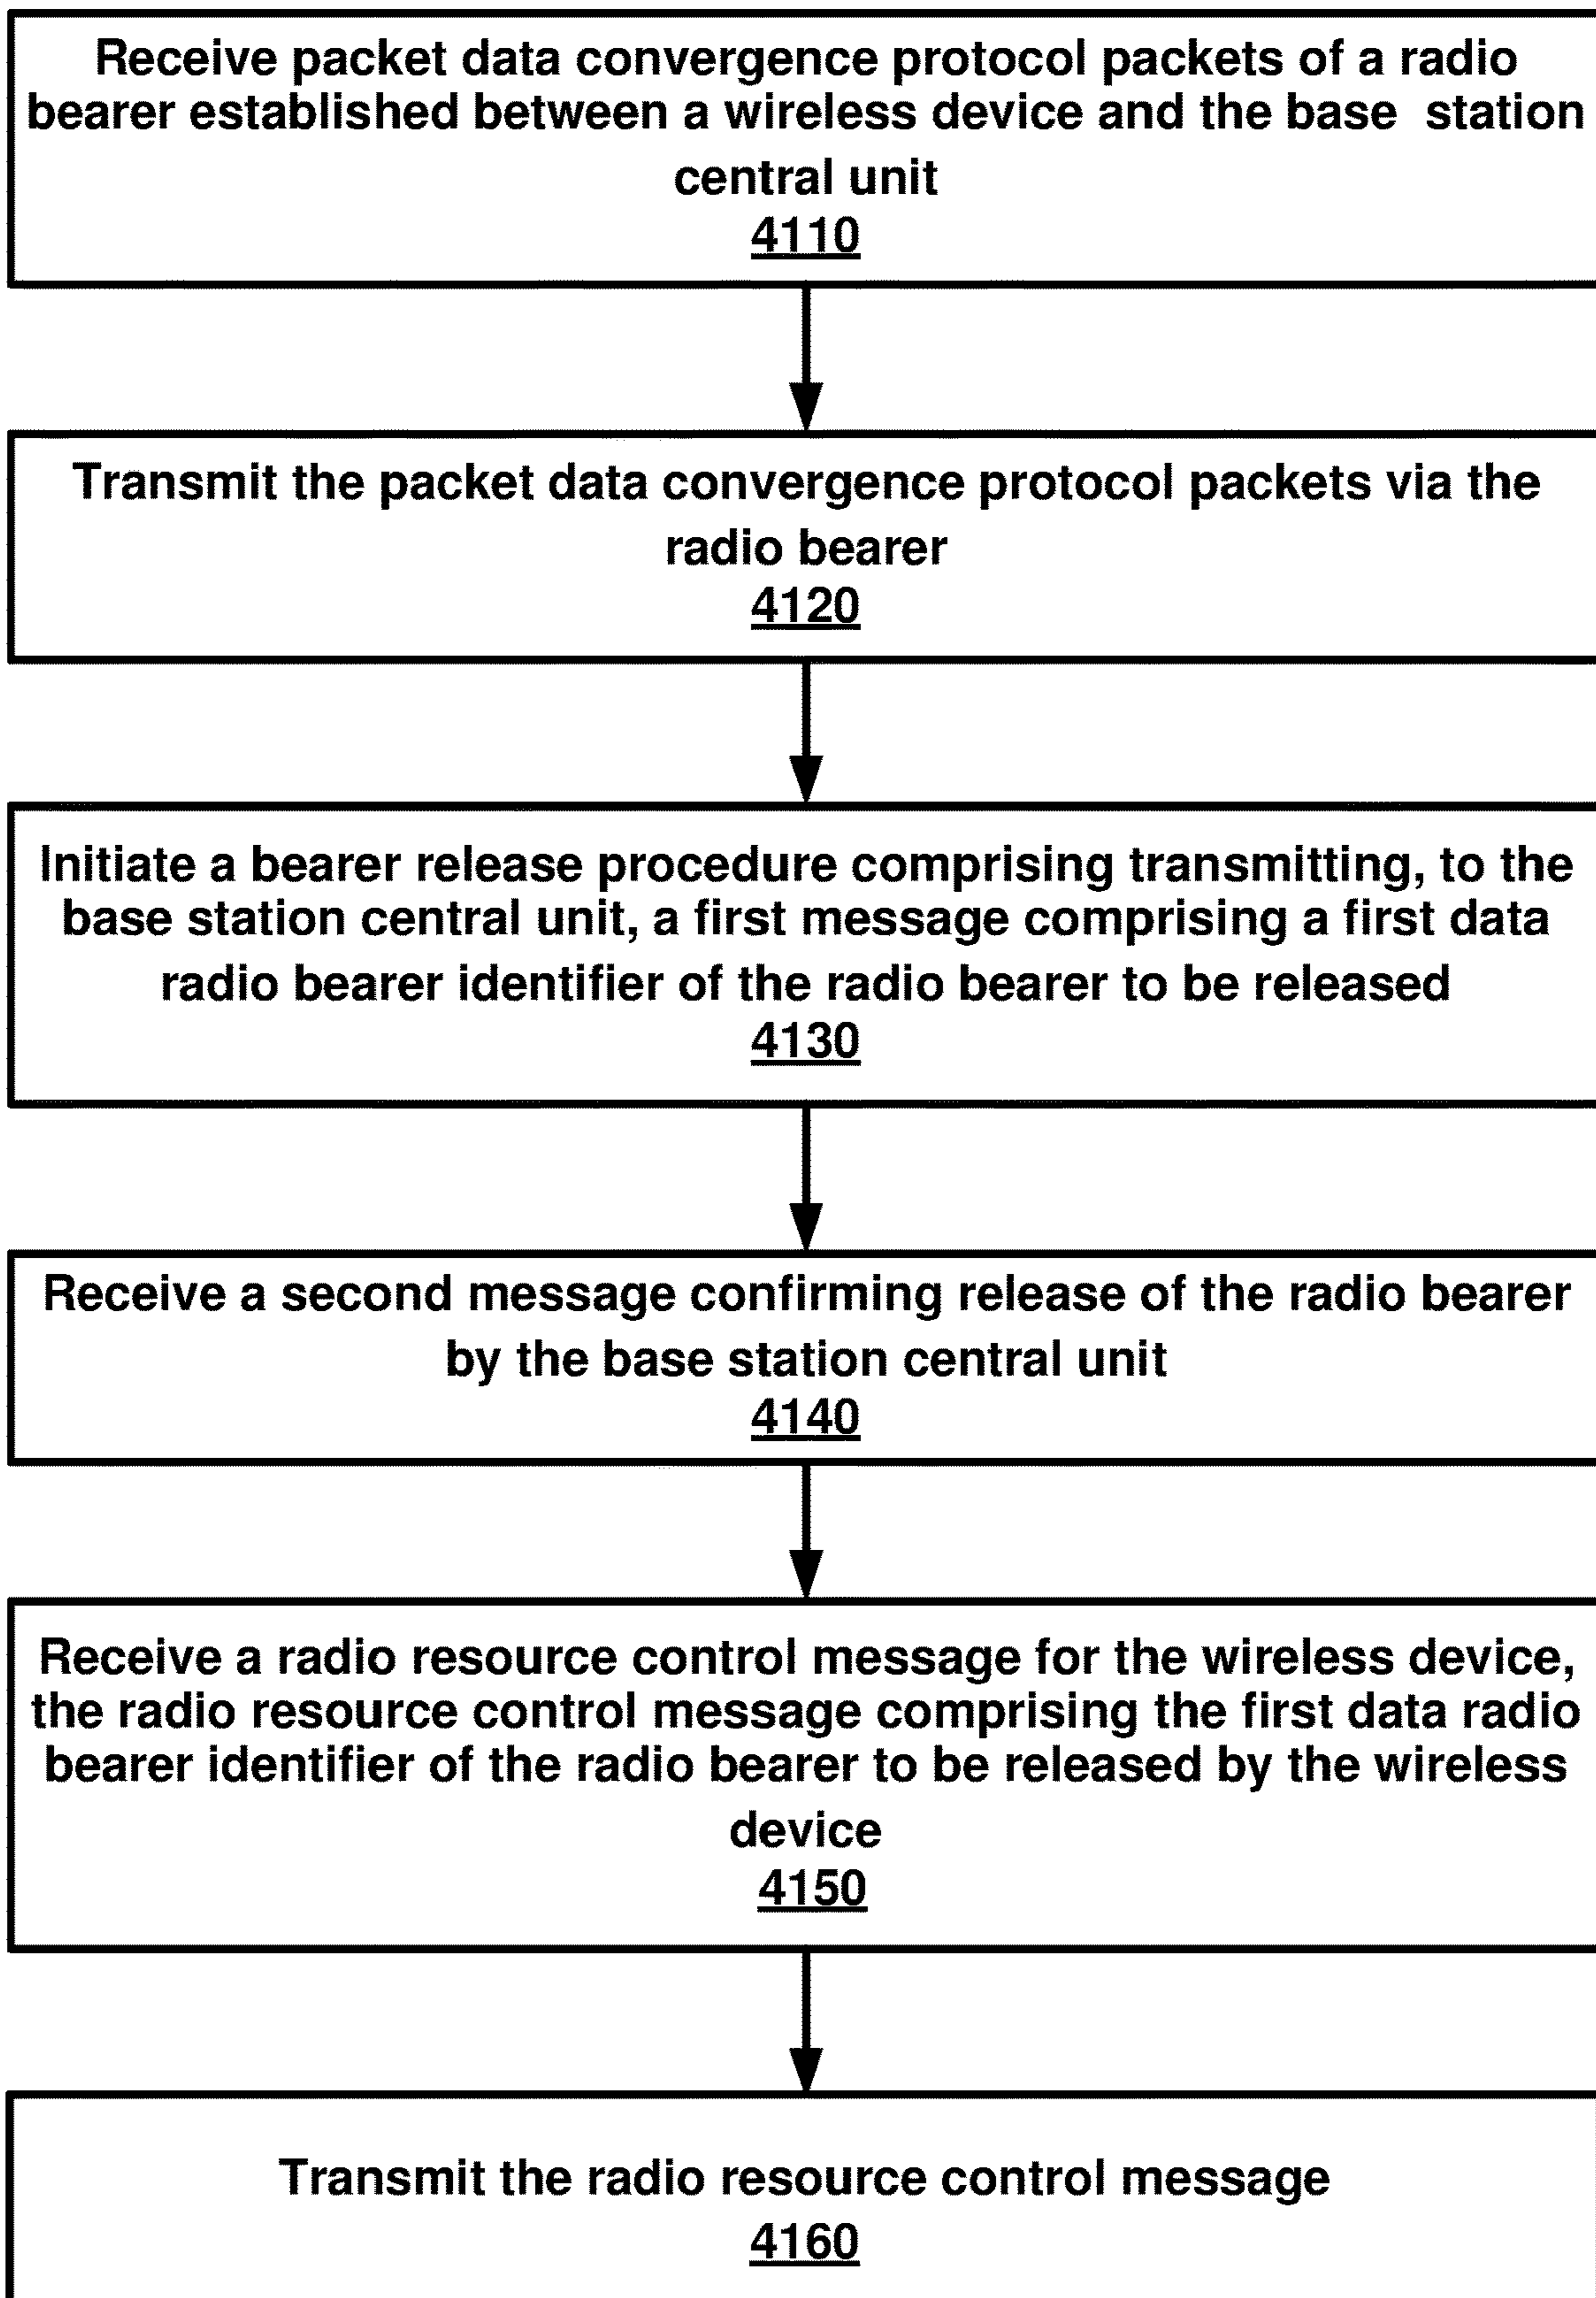 Receive packet data convergence protocol packets of a radio
bearer established between a wireless device and the base station
central unit
4110
Transmit the packet data convergence protocol packets via the
radio bearer
4120
Initiate a bearer release procedure comprising transmitting, to the
base station central unit, a first message comprising a first data
radio bearer identifier of the radio bearer to be released
4130
Receive a second message confirming release of the radio bearer
by the base station central unit
4140
Receive a radio resource control message for the wireless device,
the radio resource control message comprising the first data radio
bearer identifier of the radio bearer to be released by the wireless
device
4150
Transmit the radio resource control message
4160